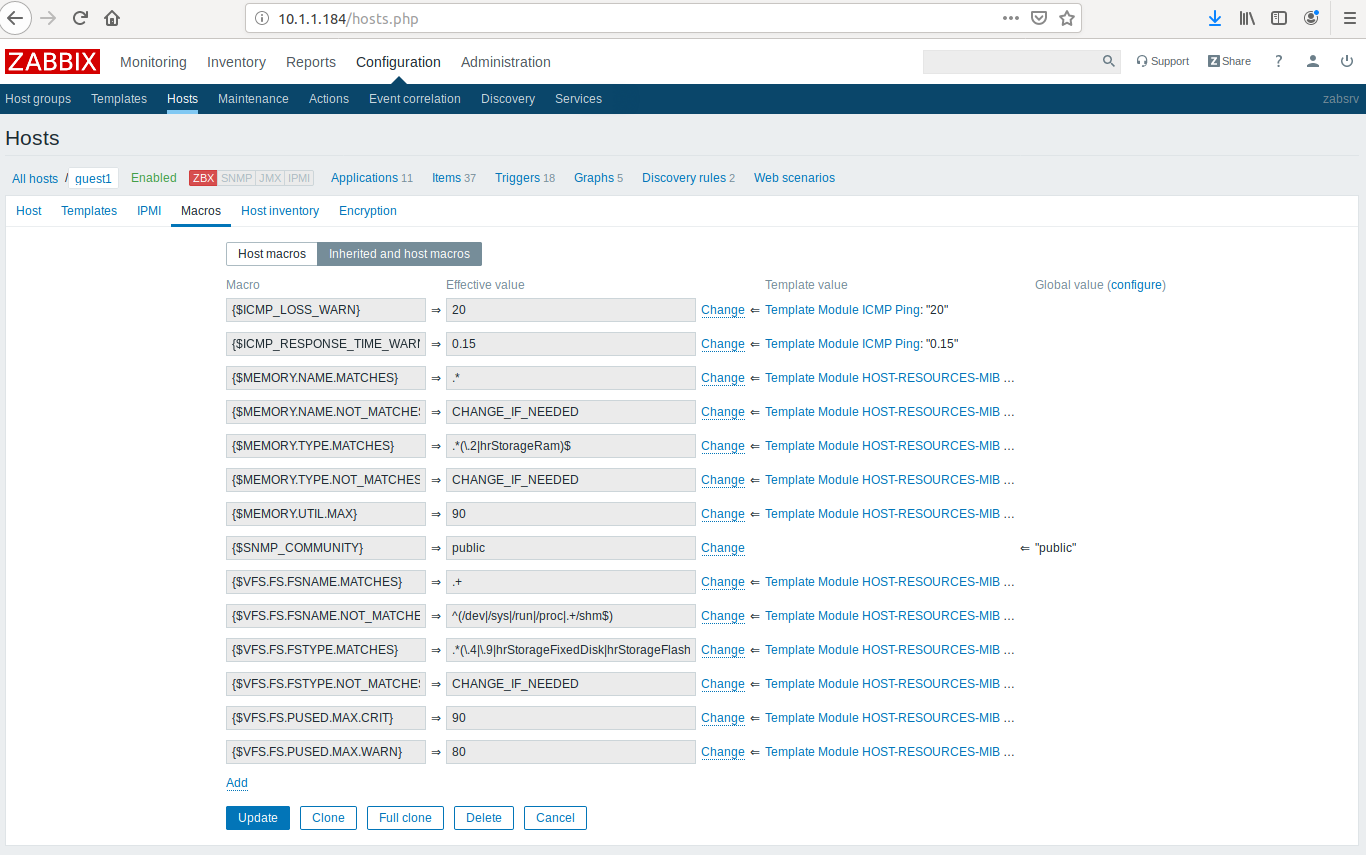 10.1.1.184/hosts.php
ZABBIX Monitoring Inventory Reports Configuration Administration Support Z Share ?
Host groups Templates Hosts Maintenance Actions Event correlation Discovery Services zabsrv
Hosts
All hosts / guest1 Enabled ZBX SNMP JMX IPMI Applications 11 Items 37 Triggers 18 Graphs 5 Discovery rules 2 Web scenarios
Host Templates IPMI Macros Host inventory Encryption
Host macros Inherited and host macros
Macro Effective value Template value Global value (configure)
{$ICMP_LOSS_WARN} ⇒ 20 Change ⇐ Template Module ICMP Ping: "20"
{$ICMP_RESPONSE_TIME_WARN ⇒ 0.15 Change ⇐ Template Module ICMP Ping: "0.15"
{$MEMORY.NAME.MATCHES} ⇒ .* Change ⇐ Template Module HOST-RESOURCES-MIB ...
{$MEMORY.NAME.NOT_MATCHES ⇒ CHANGE_IF_NEEDED Change ⇐ Template Module HOST-RESOURCES-MIB ...
{$MEMORY.TYPE.MATCHES} ⇒ .*(\.2|hrStorageRam)$ Change ⇐ Template Module HOST-RESOURCES-MIB ...
{$MEMORY.TYPE.NOT_MATCHES ⇒ CHANGE_IF_NEEDED Change ⇐ Template Module HOST-RESOURCES-MIB ...
{$MEMORY.UTIL.MAX} ⇒ 90 Change ⇐ Template Module HOST-RESOURCES-MIB ...
{$SNMP_COMMUNITY} ⇒ public Change ⇐ "public"
{$VFS.FS.FSNAME.MATCHES} ⇒ .+ Change ⇐ Template Module HOST-RESOURCES-MIB ...
{$VFS.FS.FSNAME.NOT_MATCHE ⇒ ^(/dev|/sys|/run|/proc|.+/shm$) Change ⇐ Template Module HOST-RESOURCES-MIB ...
{$VFS.FS.FSTYPE.MATCHES} ⇒ .*(\.4|\.9|hrStorageFixedDisk|hrStorageFlash Change ⇐ Template Module HOST-RESOURCES-MIB ...
{$VFS.FS.FSTYPE.NOT_MATCHES ⇒ CHANGE_IF_NEEDED Change ⇐ Template Module HOST-RESOURCES-MIB ...
{$VFS.FS.PUSED.MAX.CRIT} ⇒ 90 Change ⇐ Template Module HOST-RESOURCES-MIB ...
{$VFS.FS.PUSED.MAX.WARN} ⇒ 80 Change ⇐ Template Module HOST-RESOURCES-MIB ...
Add
Update Clone Full clone Delete Cancel